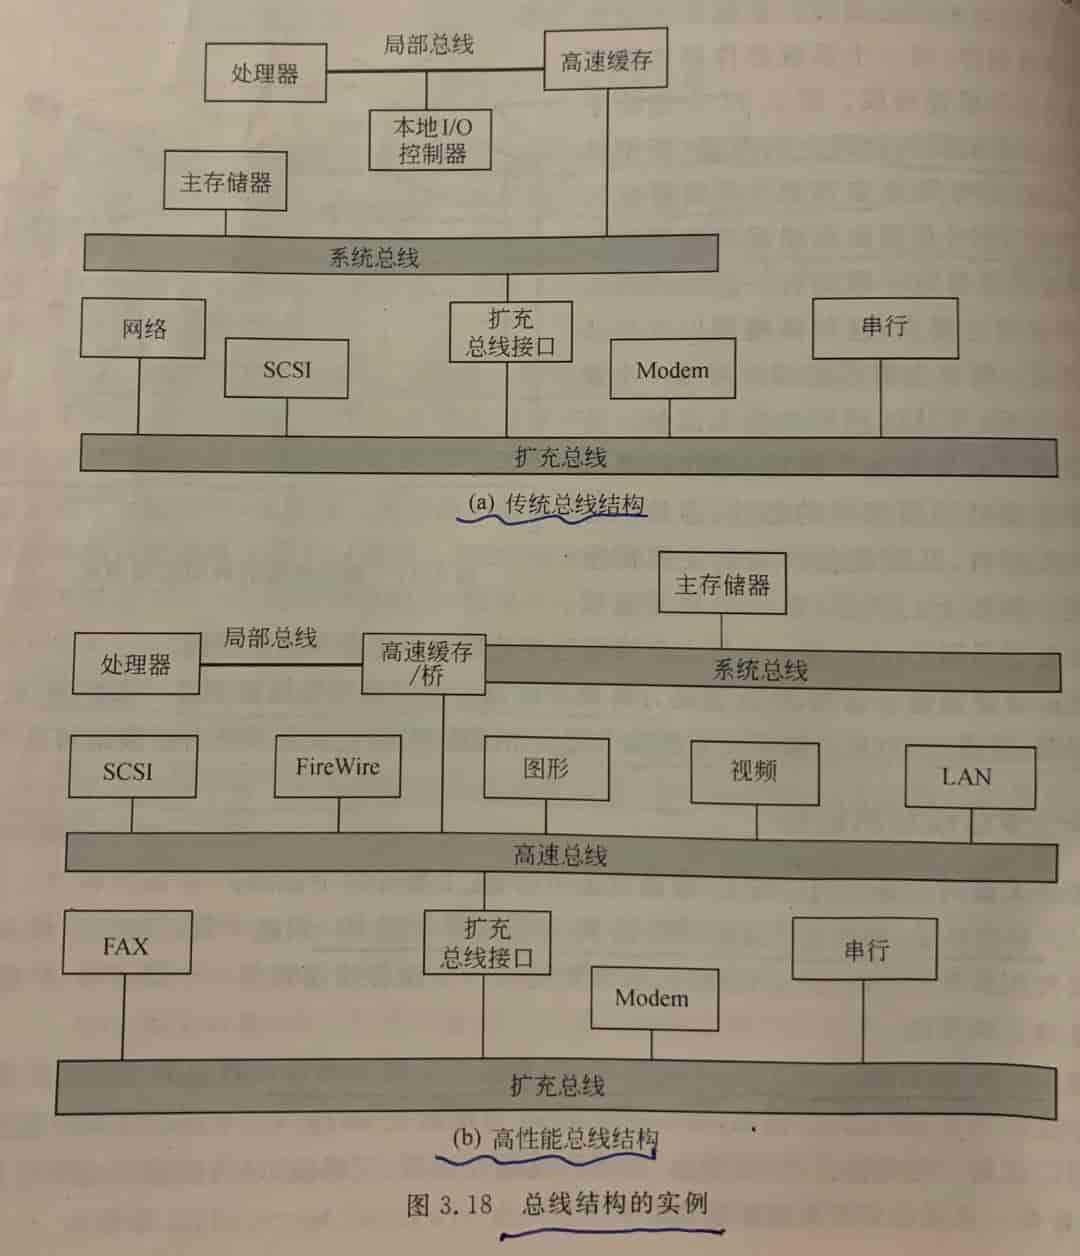 局部总线
处理器
高速缓存
本地I/O
控制器
主存储器
系统总线
网络
SCSI
扩充
总线接口
Modem
串行
扩充总线
(a) 传统总线结构
主存储器
处理器
局部总线
高速缓存
/桥
系统总线
SCSI
FireWire
图形
视频
LAN
高速总线
FAX
扩充
总线接口
Modem
串行
扩充总线
(b) 高性能总线结构
图 3.18 总线结构的实例